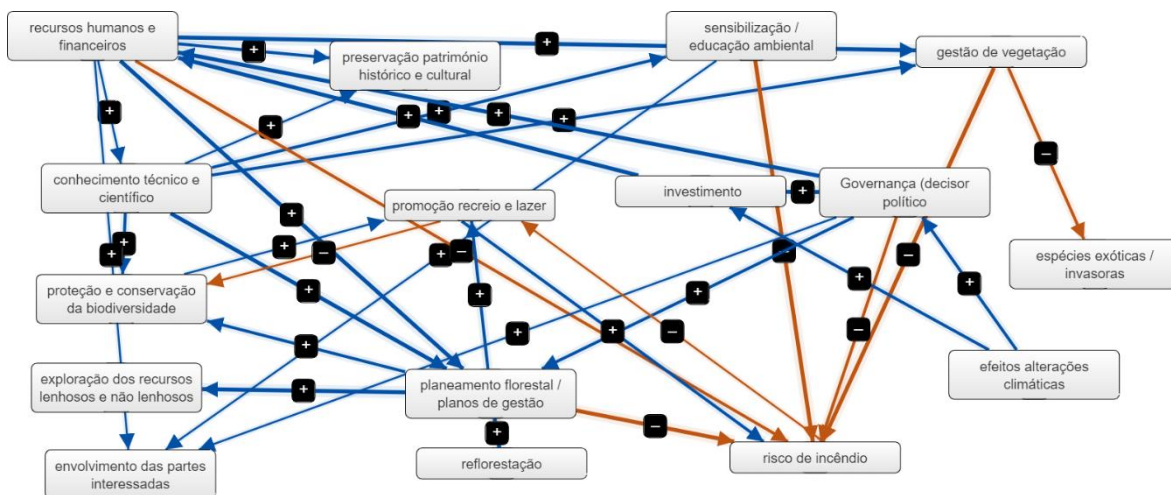 recursos humanos e
financeiros
sensibilização /
educação ambiental
gestão de vegetação
preservação património
histórico e cultural
conhecimento técnico e
científico
promoção recreio e lazer
investimento
Governança (decisor
político
espécies exóticas /
invasoras
proteção e conservação
da biodiversidade
exploração dos recursos
lenhosos e não lenhosos
planeamento florestal /
planos de gestão
efeitos alterações
climáticas
envolvimento das partes
interessadas
reflorestação
risco de incêndio